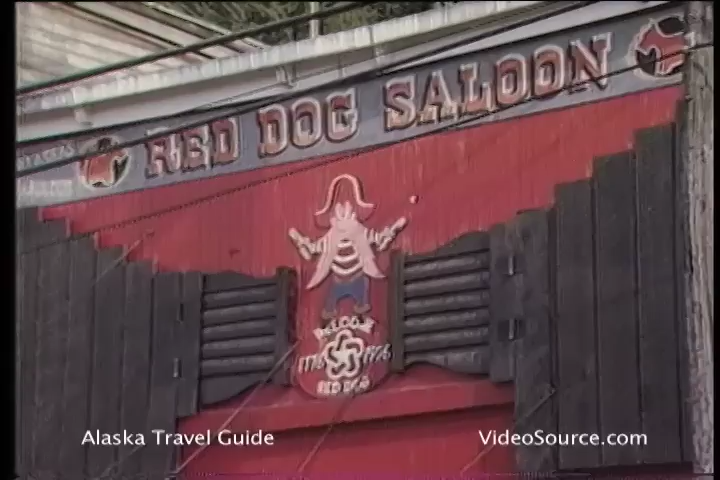 RED DOG SALOON
SALOON
1776 1976
RED DOG
Alaska Travel Guide
VideoSource.com